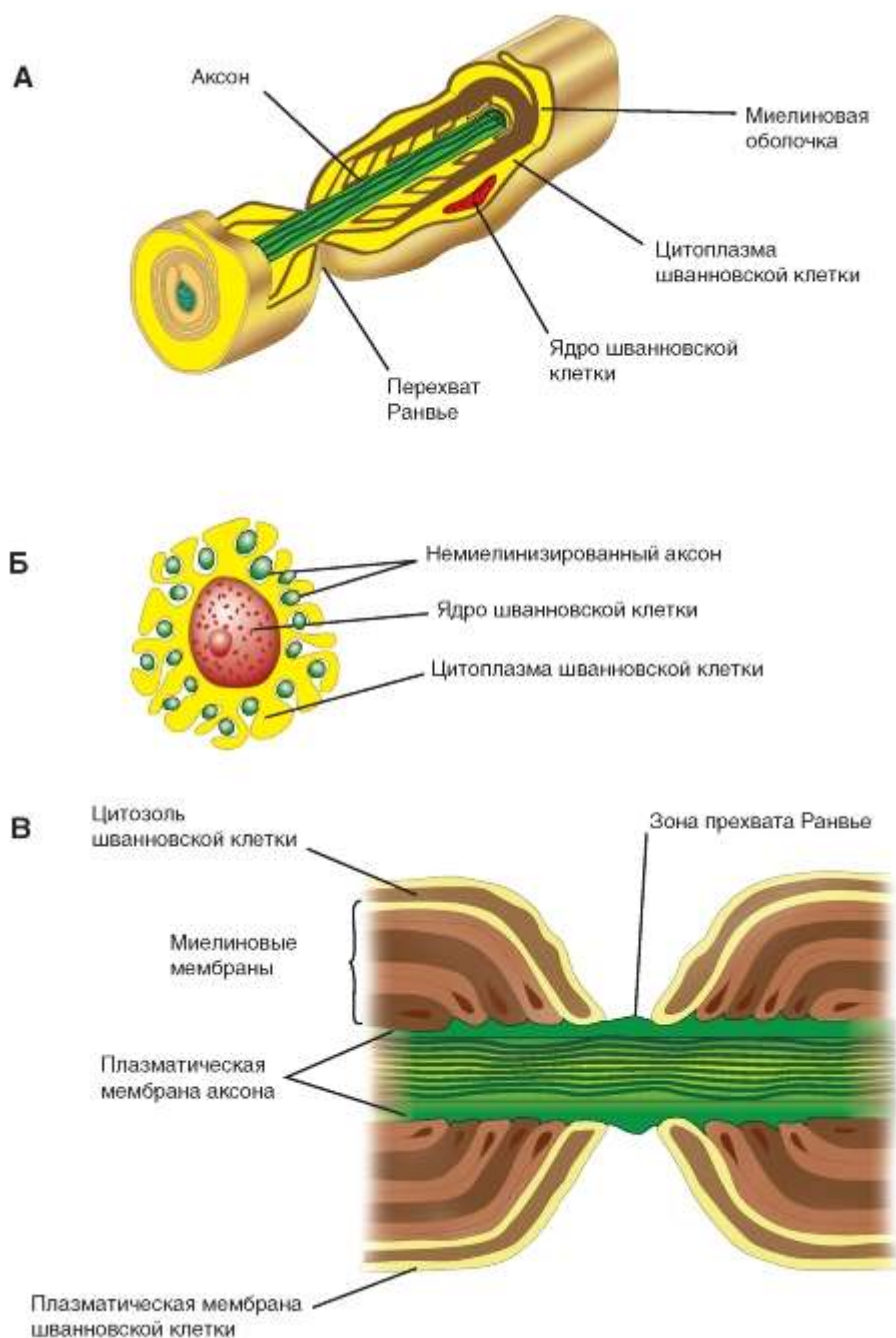 А
Аксон
Миелиновая
оболочка
Цитоплазма
шванновской клетки
Ядро шванновской
клетки
Перехват
Ранвье
Б
Немиелинизированный аксон
Ядро шванновской клетки
Цитоплазма шванновской клетки
В
Цитозоль
шванновской клетки
Зона прехвата Ранвье
Миелиновые
мембраны
Плазматическая
мембрана аксона
Плазматическая мембрана
шванновской клетки